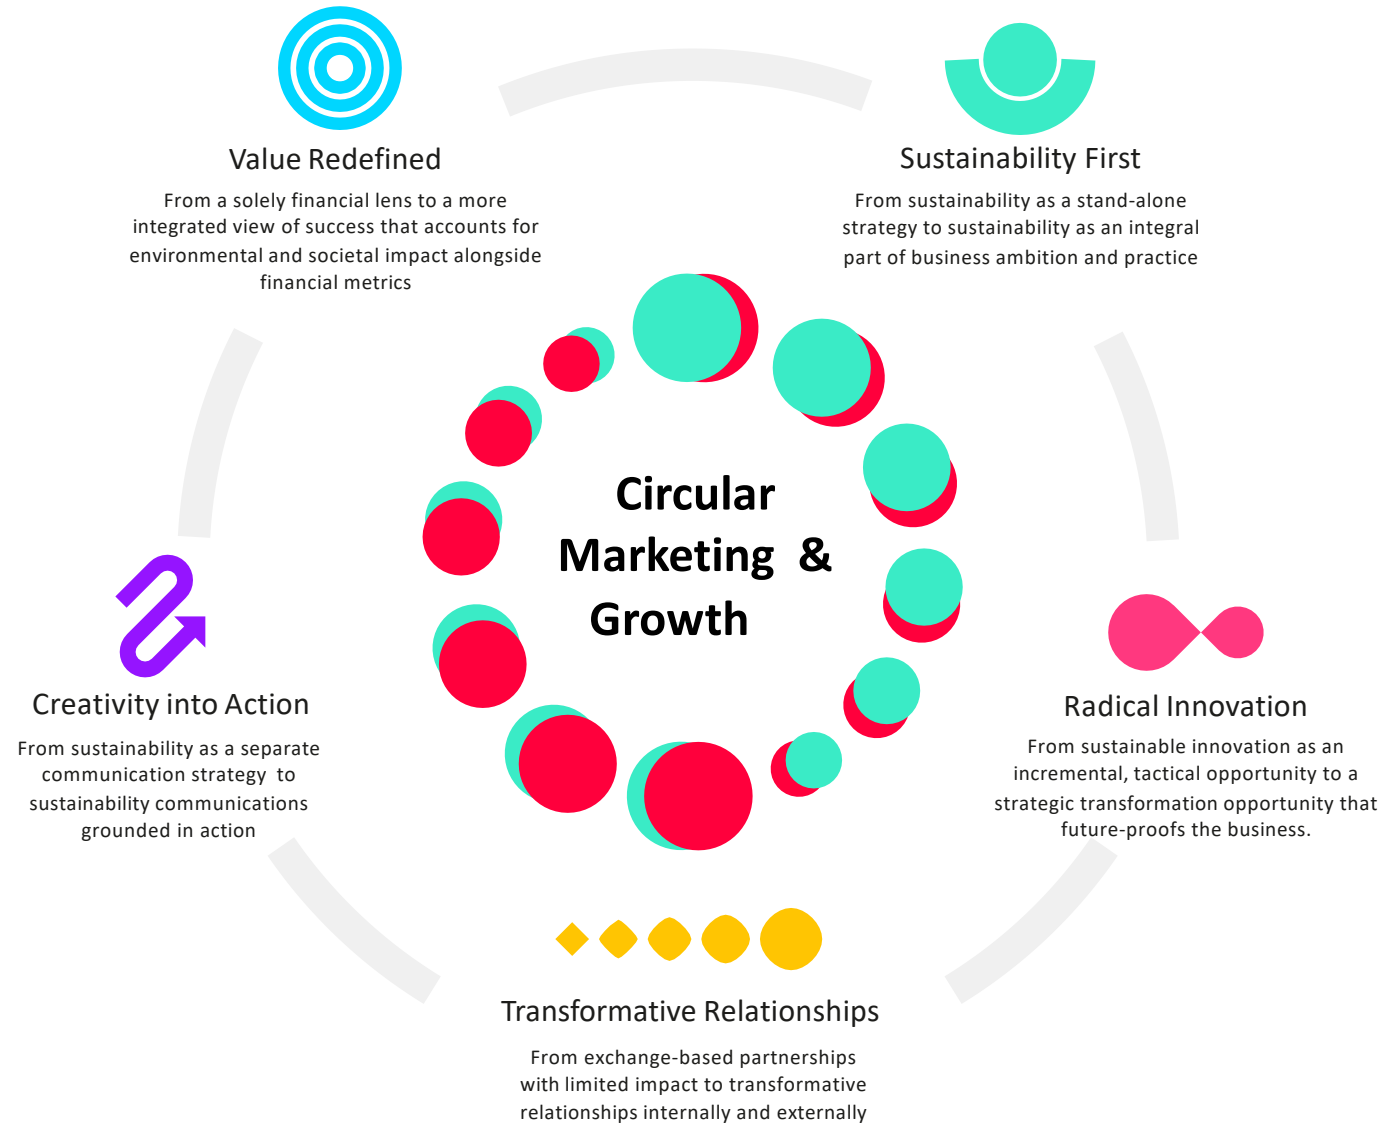 Value Redefined
From a solely financial lens to a more
integrated view of success that accounts for
environmental and societal impact alongside
financial metrics
Sustainability First
From sustainability as a stand-alone
strategy to sustainability as an integral
part of business ambition and practice
Circular
Marketing & 
Growth
Creativity into Action
From sustainability as a separate
communication strategy to
sustainability communications
grounded in action
Radical Innovation
From sustainable innovation as an
incremental, tactical opportunity to a
strategic transformation opportunity that
future-proofs the business.
Transformative Relationships
From exchange-based partnerships
with limited impact to transformative
relationships internally and externally